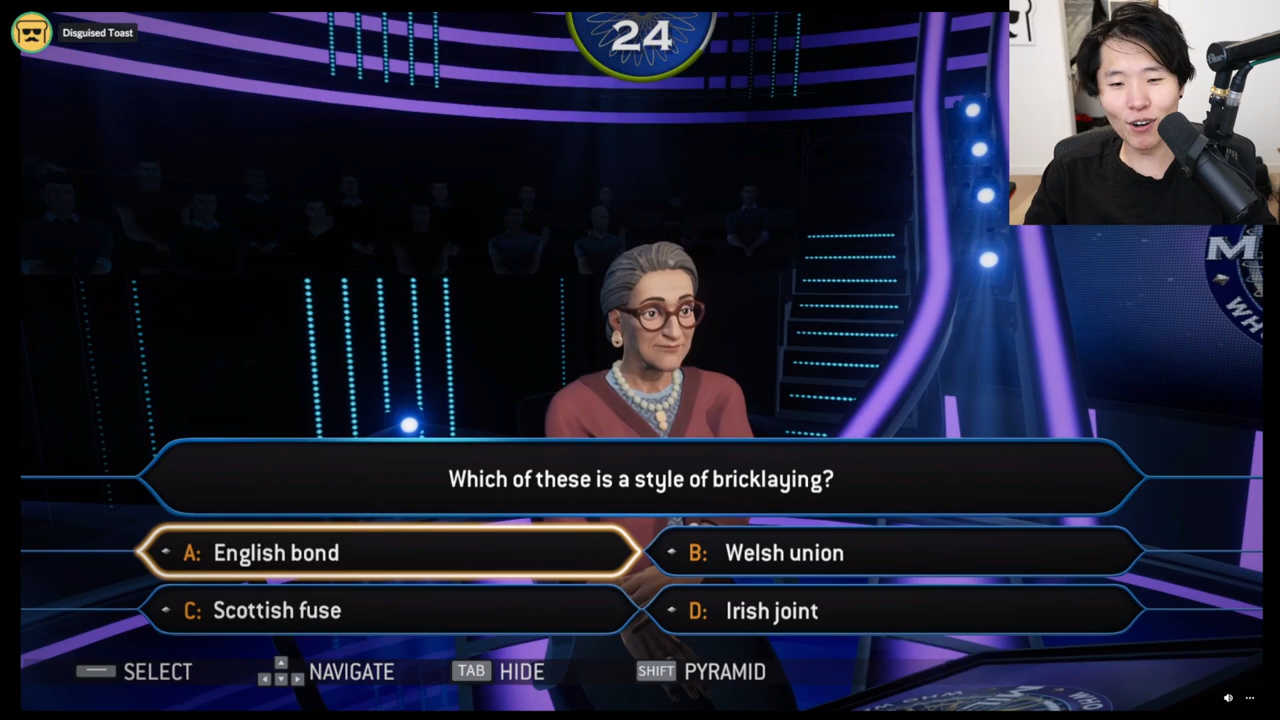 Disguised Toast
24
Which of these is a style of bricklaying?
A: English bond
B: Welsh union
C: Scottish fuse
D: Irish joint
SELECT
NAVIGATE
TAB HIDE
SHIFT PYRAMID